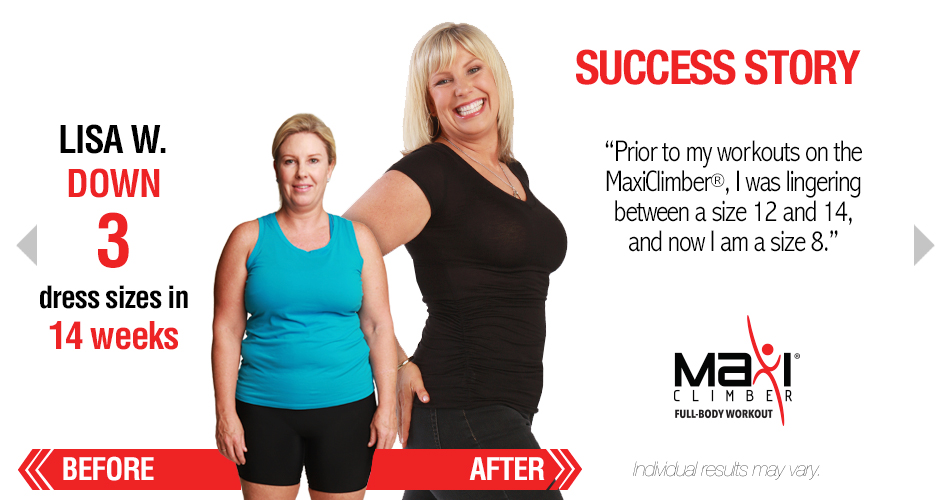 SUCCESS STORY
LISA W.
DOWN
3
dress sizes in
14 weeks
“Prior to my workouts on the
MaxiClimber®, I was lingering
between a size 12 and 14,
and now I am a size 8.”
MAXI®
CLIMBER
FULL-BODY WORKOUT
BEFORE
AFTER
Individual results may vary.